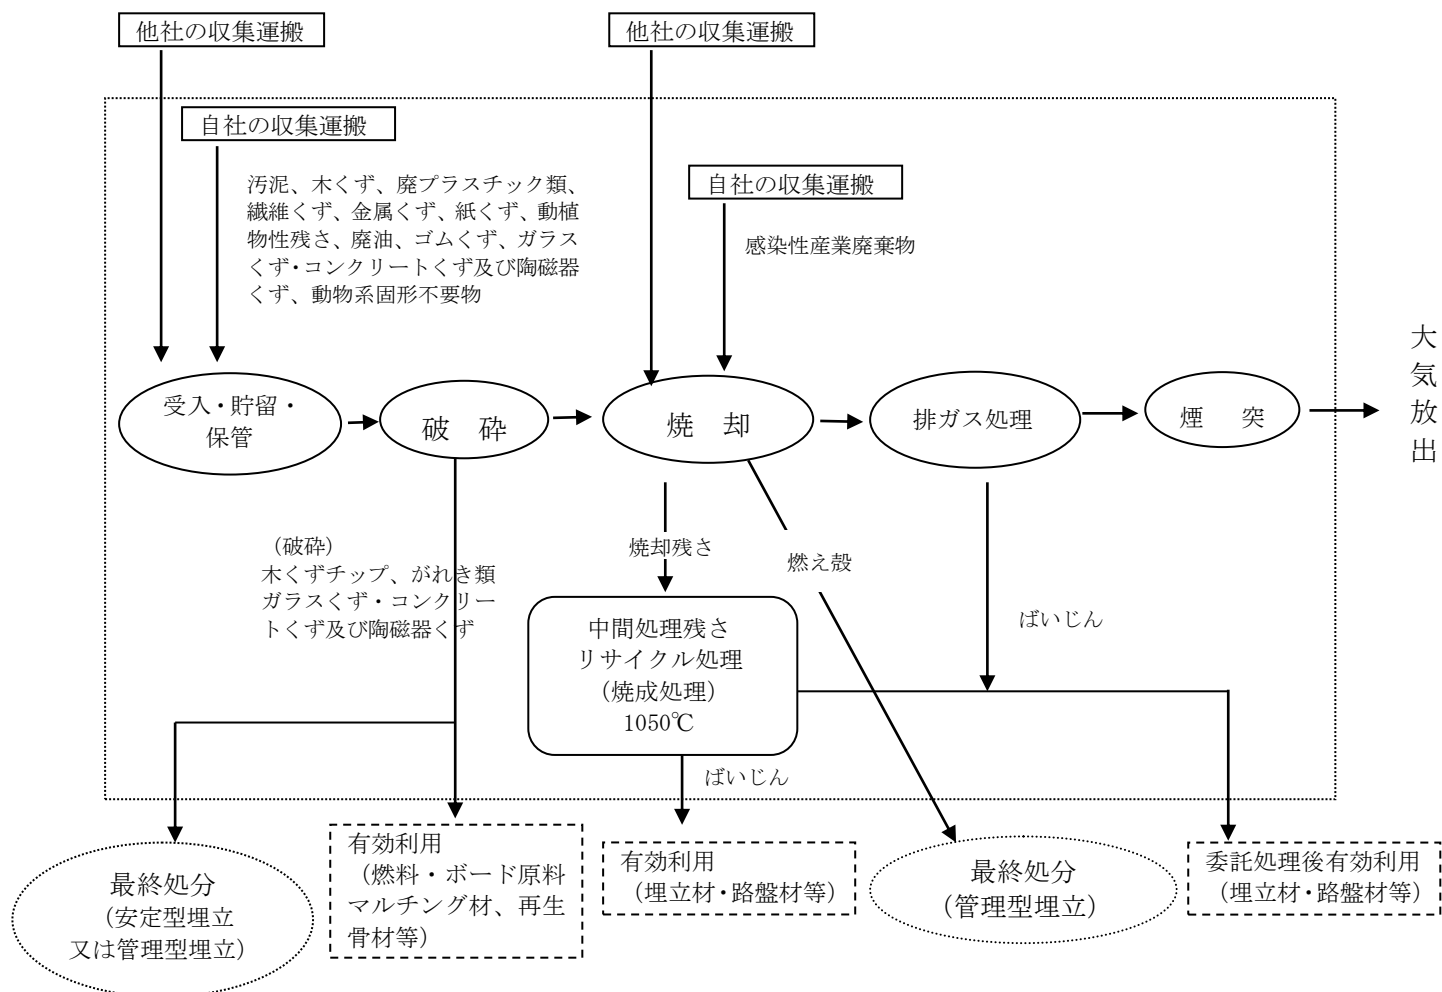 他社の収集運搬
他社の収集運搬
自社の収集運搬
汚泥、木くず、廃プラスチック類、
繊維くず、金属くず、紙くず、動植
物性残さ、廃油、ゴムくず、ガラス
くず・コンクリートくず及び陶磁器
くず、動物系固形不要物
自社の収集運搬
感染性産業廃棄物
受入・貯留・
保管
破　砕
焼　却
排ガス処理
煙　突
大
気
放
出
（破砕）
木くずチップ、がれき類
ガラスくず・コンクリー
トくず及び陶磁器くず
焼却残さ
燃え殻
ばいじん
中間処理残さ
リサイクル処理
（焼成処理）
1050℃
ばいじん
最終処分
（安定型埋立
又は管理型埋立）
有効利用
（燃料・ボード原料
マルチング材、再生
骨材等）
有効利用
（埋立材・路盤材等）
最終処分
（管理型埋立）
委託処理後有効利用
（埋立材・路盤材等）